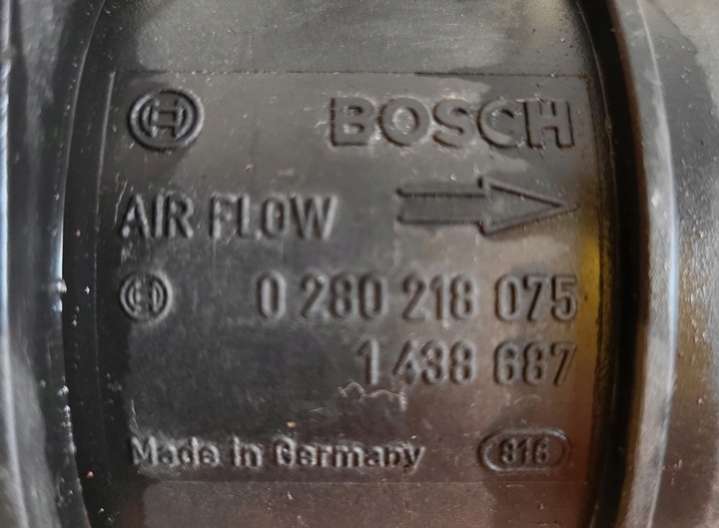 BOSCH
AIR FLOW
0 280 218 075
1 438 687
Made in Germany 816